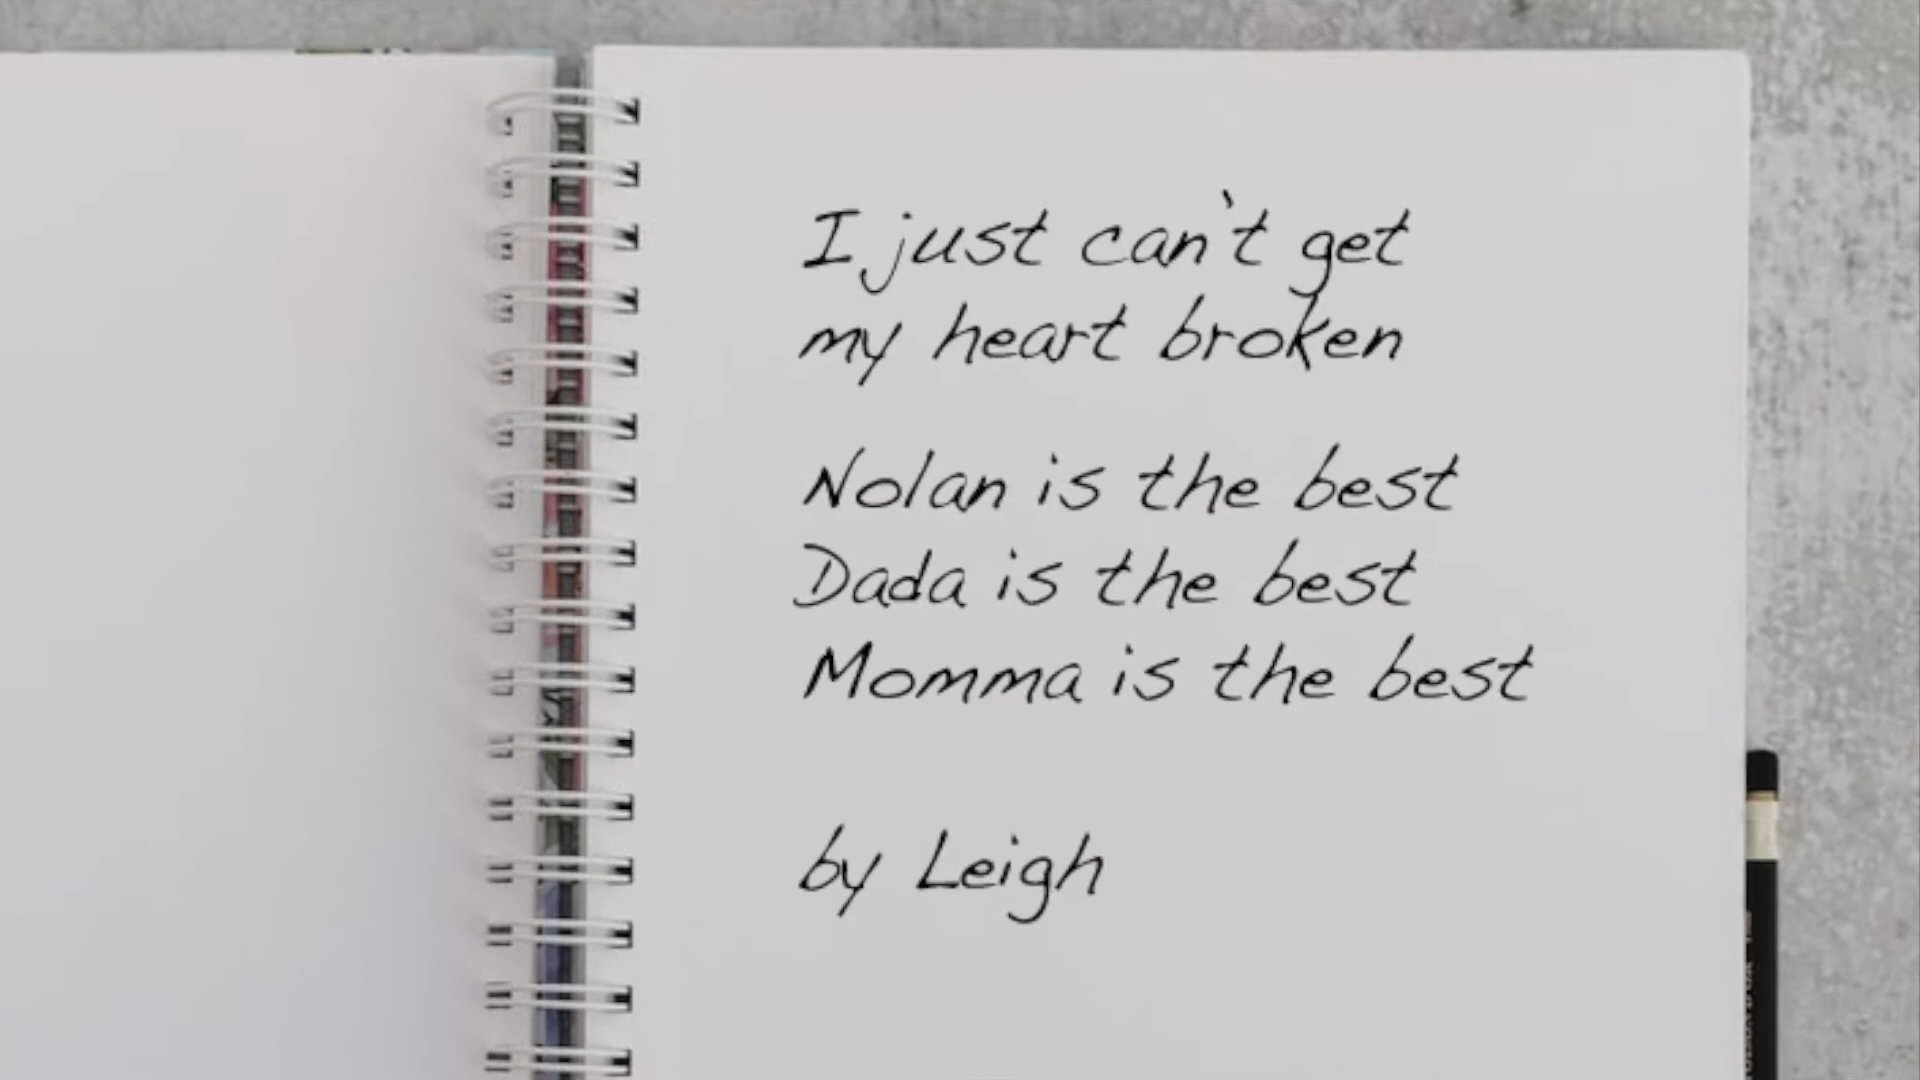 I just can't get
my heart broken
Nolan is the best
Dada is the best
Momma is the best
by Leigh